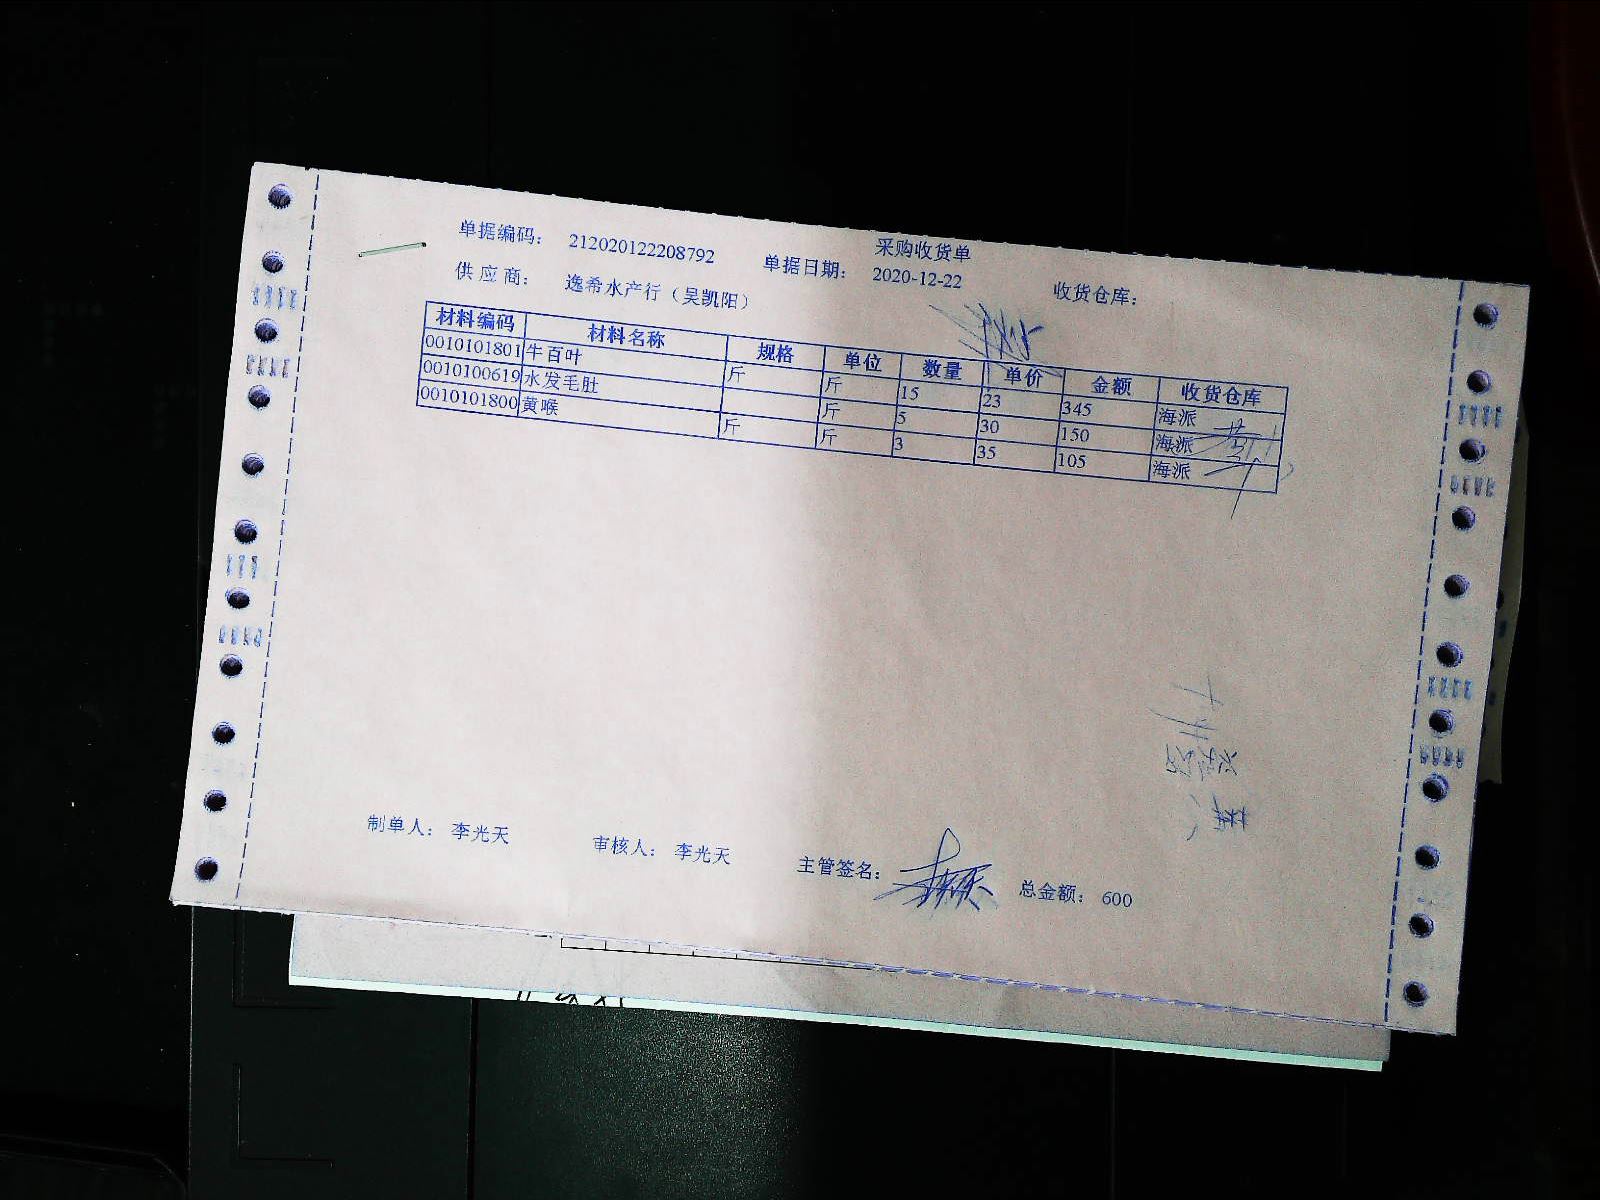 采购收货单
单据编码： 212020122208792 单据日期： 2020-12-22 收货仓库：
供应商： 逸希水产行（吴凯阳）
材料编码 材料名称 规格 单位 数量 单价 金额 收货仓库
0010101801 牛百叶 斤 斤 15 23 345 海派
0010100619 水发毛肚 斤 5 30 150 海派
0010101800 黄喉 斤 斤 3 35 105 海派
制单人： 李光天 审核人： 李光天 主管签名： 总金额： 600